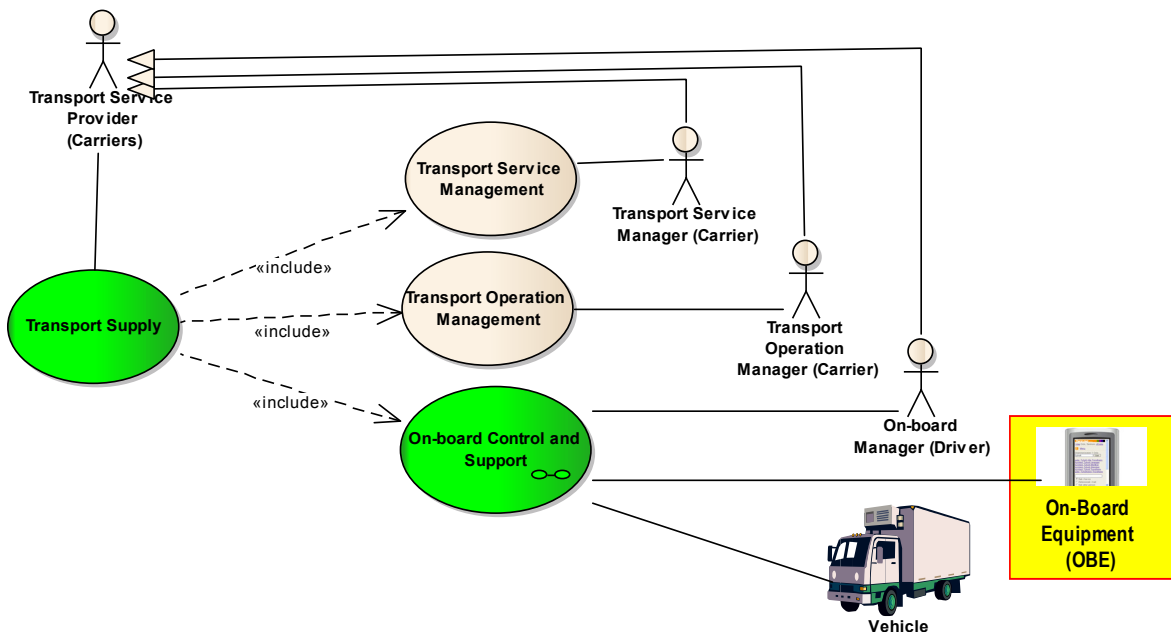 Transport Service
Provider
(Carriers)
Transport Service
Management
Transport Service
Manager (Carrier)
«include»
Transport Supply
Transport Operation
Management
«include»
Transport
Operation
Manager (Carrier)
«include»
On-board Control and
Support
On-board
Manager (Driver)
On-Board
Equipment
(OBE)
Vehicle